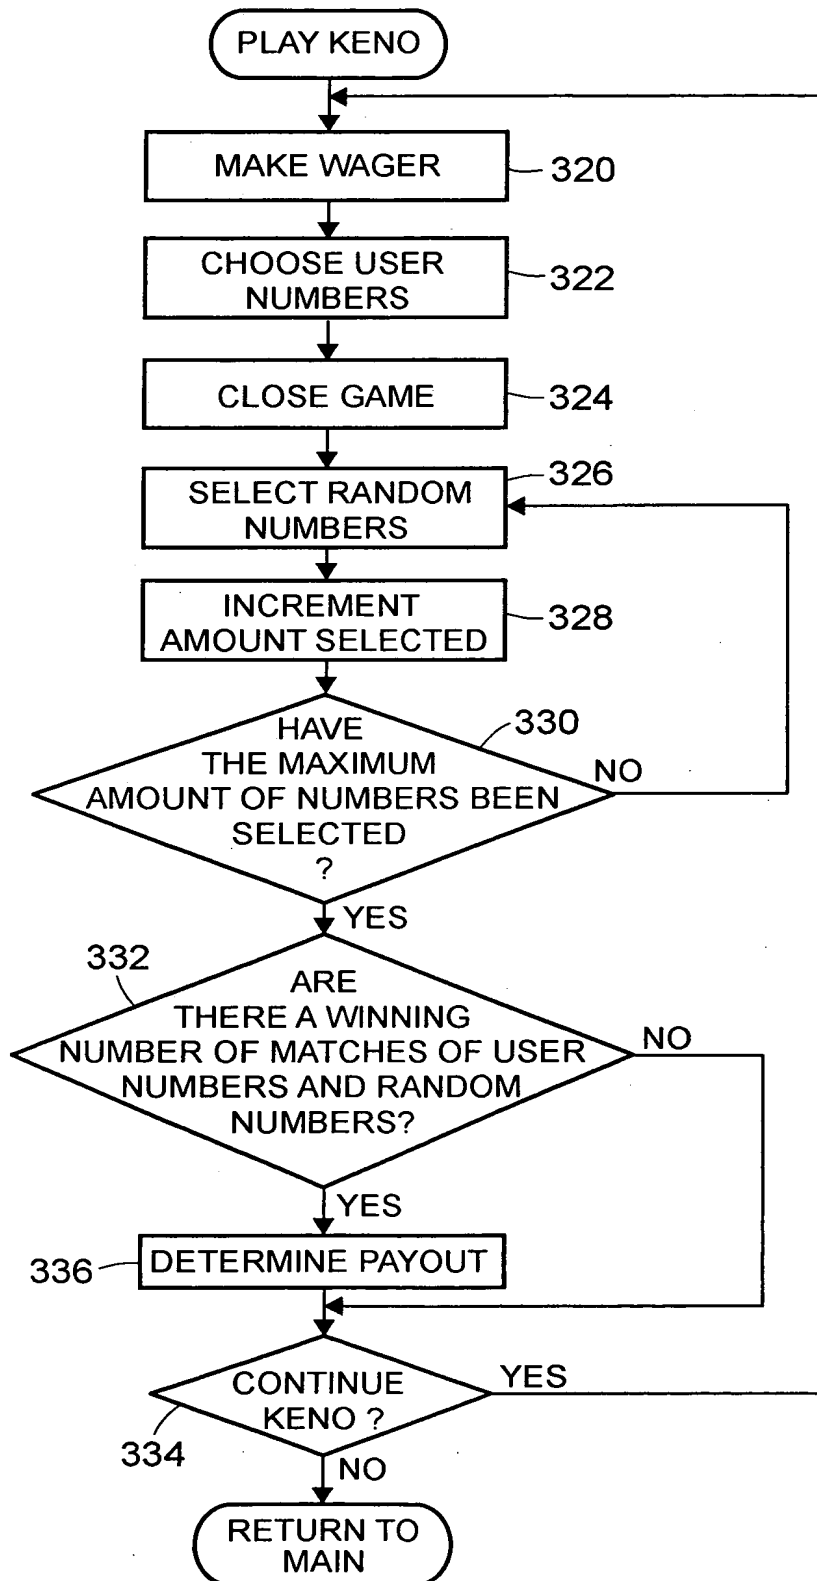 PLAY KENO
MAKE WAGER
320
CHOOSE USER
NUMBERS
322
CLOSE GAME
324
SELECT RANDOM
NUMBERS
326
INCREMENT
AMOUNT SELECTED
328
HAVE
THE MAXIMUM
AMOUNT OF NUMBERS BEEN
SELECTED
?
330
NO
YES
332
ARE
THERE A WINNING
NUMBER OF MATCHES OF USER
NUMBERS AND RANDOM
NUMBERS?
NO
YES
336
DETERMINE PAYOUT
CONTINUE
KENO ?
YES
334
NO
RETURN TO
MAIN